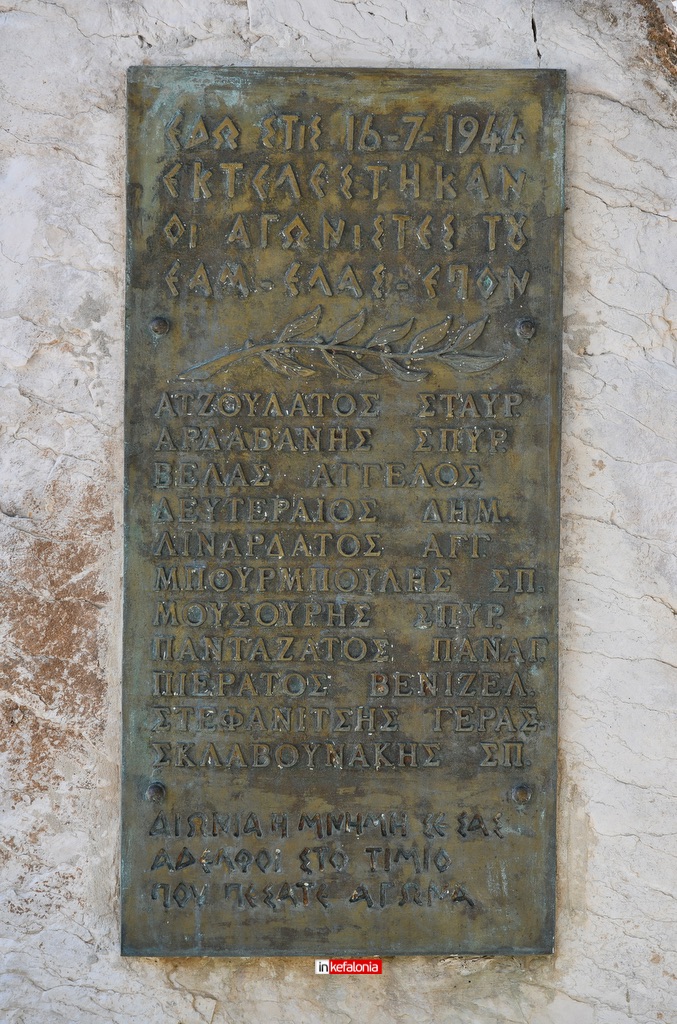 ΕΔΩ ΣΤΙΣ 16-7-1944
ΕΚΤΕΛΕΣΤΗΚΑΝ
ΟΙ ΑΓΩΝΙΣΤΕΣ ΤȢ
ΕΑΜ-ΕΛΑΣ-ΕΠΟΝ
ΑΤΖΟΥΛΑΤΟΣ ΣΤΑΥΡ.
ΑΡΛΑΒΑΝΗΣ ΣΠΥΡ.
ΒΕΛΑΣ ΑΓΓΕΛΟΣ
ΔΕΥΤΕΡΑΙΟΣ ΔΗΜ.
ΛΙΝΑΡΔΑΤΟΣ ΑΓΓ.
ΜΠΟΥΡΜΠΟΥΛΗΣ ΣΠ.
ΜΟΥΣΟΥΡΗΣ ΣΠΥΡ.
ΠΑΝΤΑΖΑΤΟΣ ΠΑΝΑΓ.
ΠΙΕΡΑΤΟΣ ΒΕΝΙΖΕΛ.
ΣΤΕΦΑΝΙΤΣΗΣ ΓΕΡΑΣ.
ΣΚΛΑΒΟΥΝΑΚΗΣ ΣΠ.
ΑΙΩΝΙΑ Η ΜΝΗΜΗ ΣΕ ΣΑΣ
ΑΔΕΛΦΟΙ ΣΤΟ ΤΙΜΙΟ
ΠΟΥ ΠΕΣΑΤΕ ΑΓΩΝΑ
inkefalonia